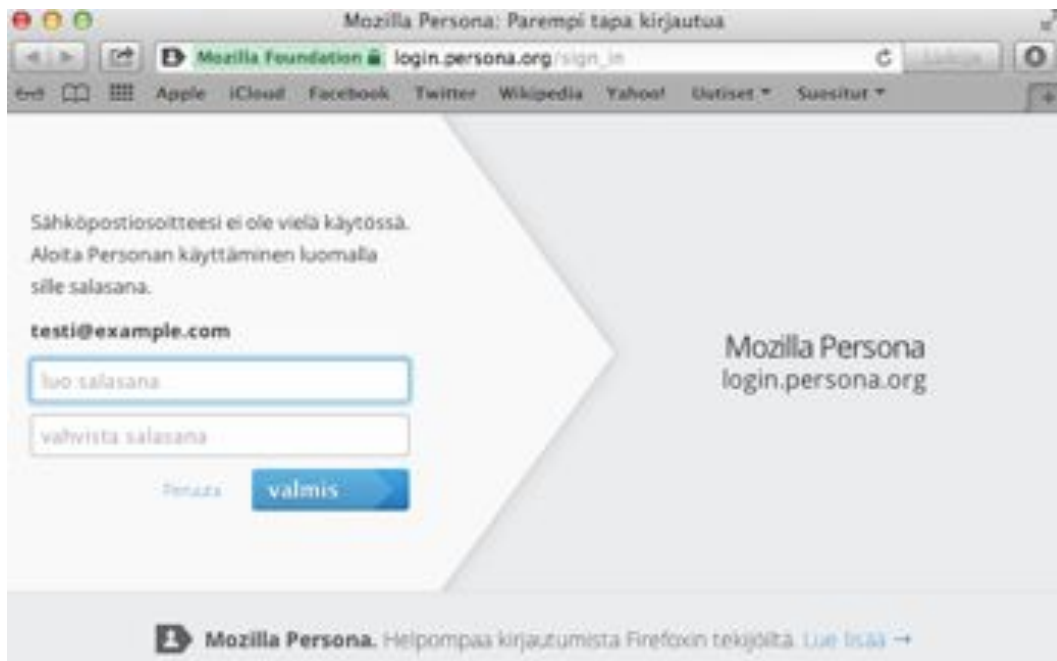 Mozilla Persona: Parempi tapa kirjautua
Mozilla Foundation login.persona.org/sign_in
Apple iCloud Facebook Twitter Wikipedia Yahoo! Uutiset Suositut
Sähköpostiosoitteesi ei ole vielä käytössä.
Aloita Personan käyttäminen luomalla
sille salasana.
testi@example.com
luo salasana
vahvista salasana
Peruuta valmis
Mozilla Persona
login.persona.org
Mozilla Persona. Helpompaa kirjautumista Firefoxin tekijöiltä. Lue lisää →